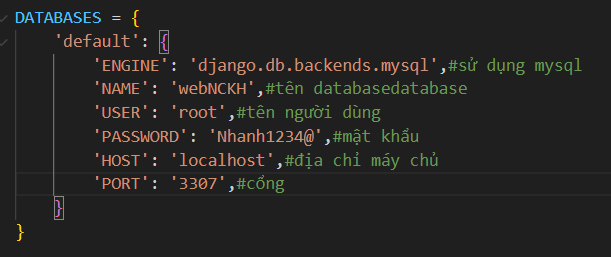 DATABASES = {
'default': {
'ENGINE': 'django.db.backends.mysql',#sử dụng mysql
'NAME': 'webNCKH',#tên databasedatabase
'USER': 'root',#tên người dùng
'PASSWORD': 'Nhanh1234@',#mật khẩu
'HOST': 'localhost',#địa chỉ máy chủ
'PORT': '3307',#cổng
}
}